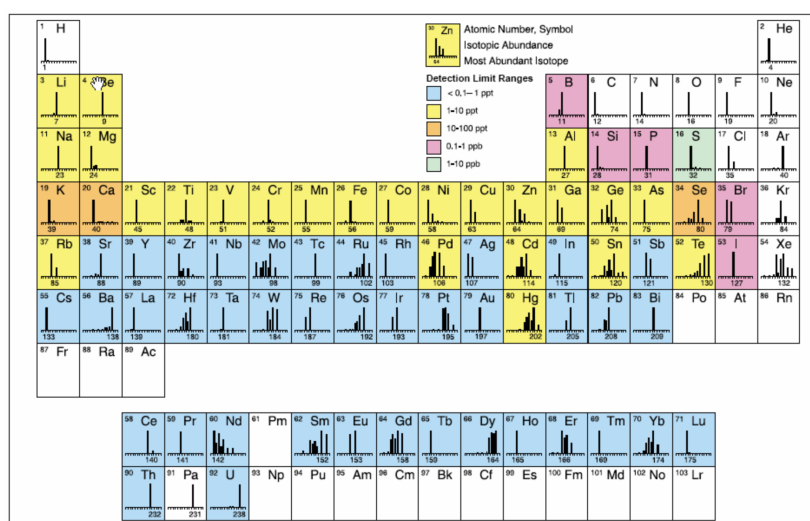 1 H 2 He
30 Zn Atomic Number, Symbol
Isotopic Abundance
64 Most Abundant Isotope
1 4
Detection Limit Ranges
< 0.1–1 ppt
1-10 ppt
10-100 ppt
0.1-1 ppb
1-10 ppb
3 Li 4 Be 5 B 6 C 7 N 8 O 9 F 10 Ne
7 9 11 12 14 16 19 20
11 Na 12 Mg 13 Al 14 Si 15 P 16 S 17 Cl 18 Ar
23 24 27 28 31 32 35 40
19 K 20 Ca 21 Sc 22 Ti 23 V 24 Cr 25 Mn 26 Fe 27 Co 28 Ni 29 Cu 30 Zn 31 Ga 32 Ge 33 As 34 Se 35 Br 36 Kr
39 40 45 48 51 52 55 56 59 58 63 64 69 74 75 80 79 84
37 Rb 38 Sr 39 Y 40 Zr 41 Nb 42 Mo 43 Tc 44 Ru 45 Rh 46 Pd 47 Ag 48 Cd 49 In 50 Sn 51 Sb 52 Te 53 I 54 Xe
85 88 89 90 93 98 99 102 103 106 107 114 115 120 121 130 127 132
55 Cs 56 Ba 57 La 72 Hf 73 Ta 74 W 75 Re 76 Os 77 Ir 78 Pt 79 Au 80 Hg 81 Tl 82 Pb 83 Bi 84 Po 85 At 86 Rn
133 138 139 180 181 184 187 192 193 195 197 202 205 208 209
87 Fr 88 Ra 89 Ac
58 Ce 59 Pr 60 Nd 61 Pm 62 Sm 63 Eu 64 Gd 65 Tb 66 Dy 67 Ho 68 Er 69 Tm 70 Yb 71 Lu
140 141 142 152 153 158 159 164 165 166 169 174 175
90 Th 91 Pa 92 U 93 Np 94 Pu 95 Am 96 Cm 97 Bk 98 Cf 99 Es 100 Fm 101 Md 102 No 103 Lr
232 231 238